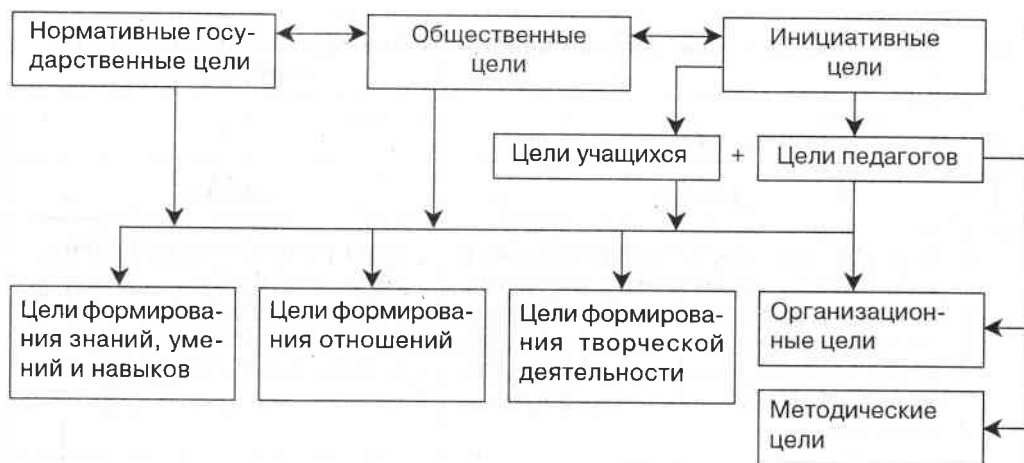 Нормативные госу-
дарственные цели
Общественные
цели
Инициативные
цели
Цели учащихся
+
Цели педагогов
Цели формирова-
ния знаний, уме-
ний и навыков
Цели формирова-
ния отношений
Цели формирова-
ния творческой
деятельности
Организацион-
ные цели
Методические
цели